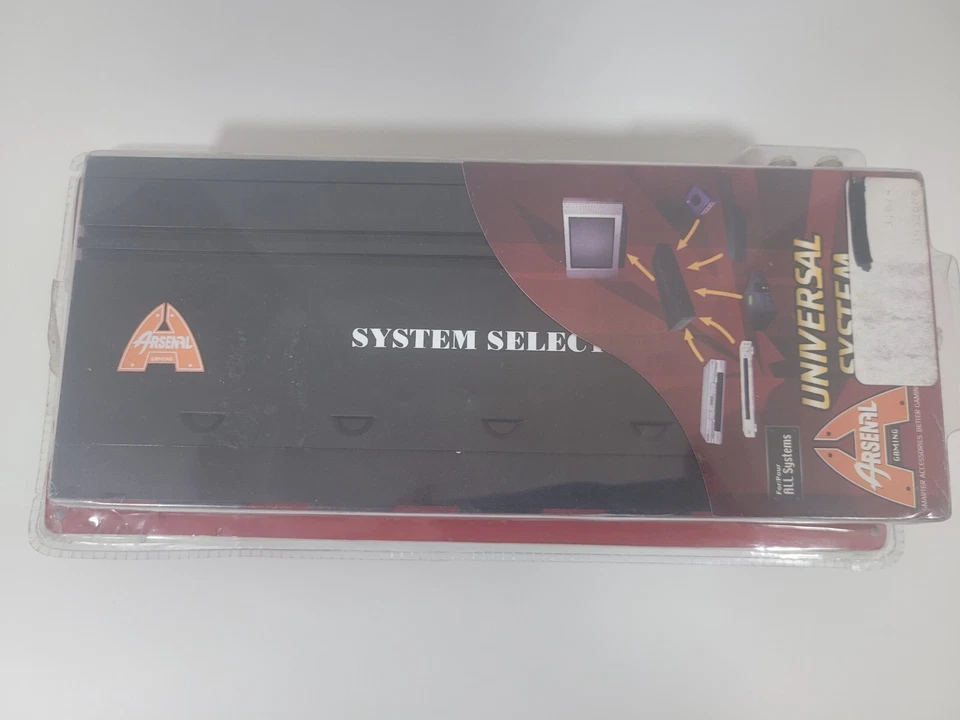 ARSENAL
GAMING
SYSTEM SELECT
UNIVERSAL
SYSTEM
For/Pour
ALL Systems
ARSENAL
GAMING